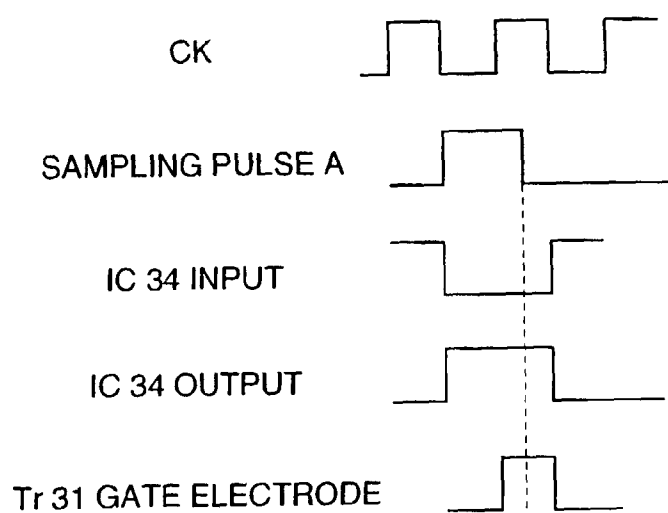 CK
SAMPLING PULSE A
IC 34 INPUT
IC 34 OUTPUT
Tr 31 GATE ELECTRODE